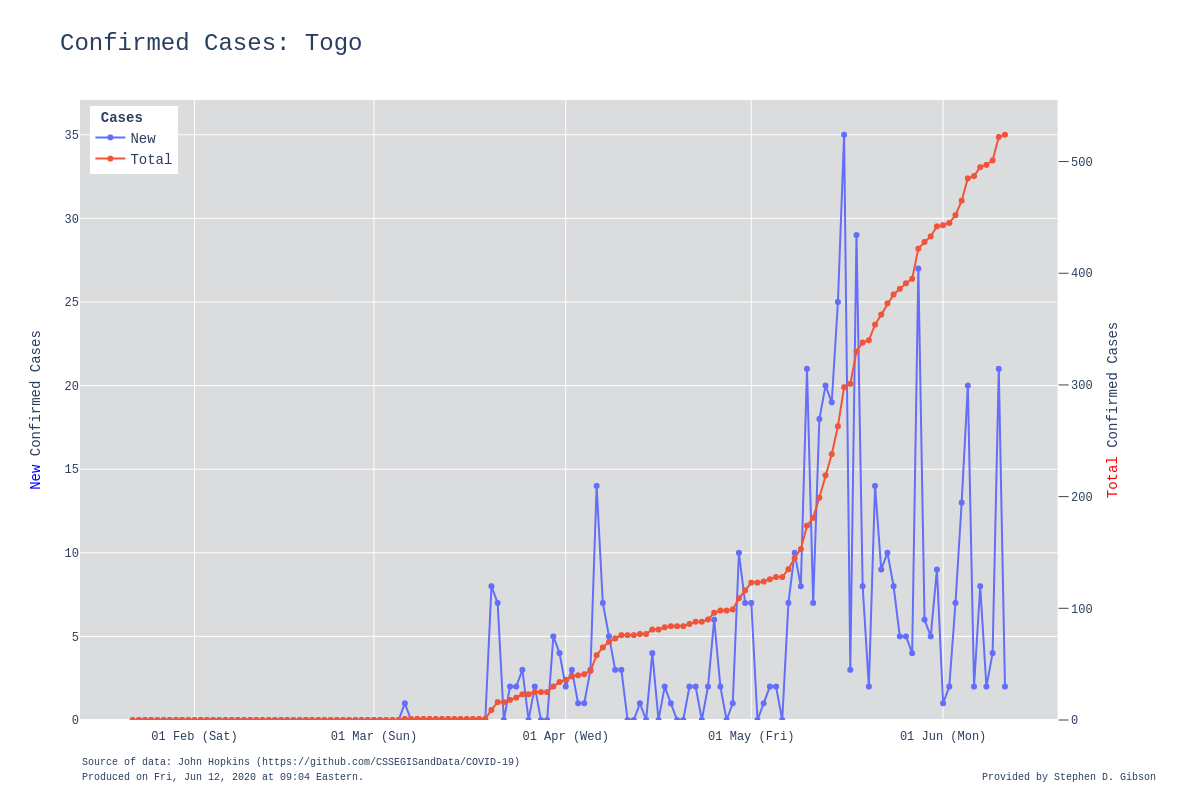 Confirmed Cases: Togo
Cases
New
Total
35
30
25
20
15
10
5
0
New Confirmed Cases
500
400
300
200
100
0
Total Confirmed Cases
01 Feb (Sat)
01 Mar (Sun)
01 Apr (Wed)
01 May (Fri)
01 Jun (Mon)
Source of data: John Hopkins (https://github.com/CSSEGISandData/COVID-19)
Produced on Fri, Jun 12, 2020 at 09:04 Eastern.
Provided by Stephen D. Gibson